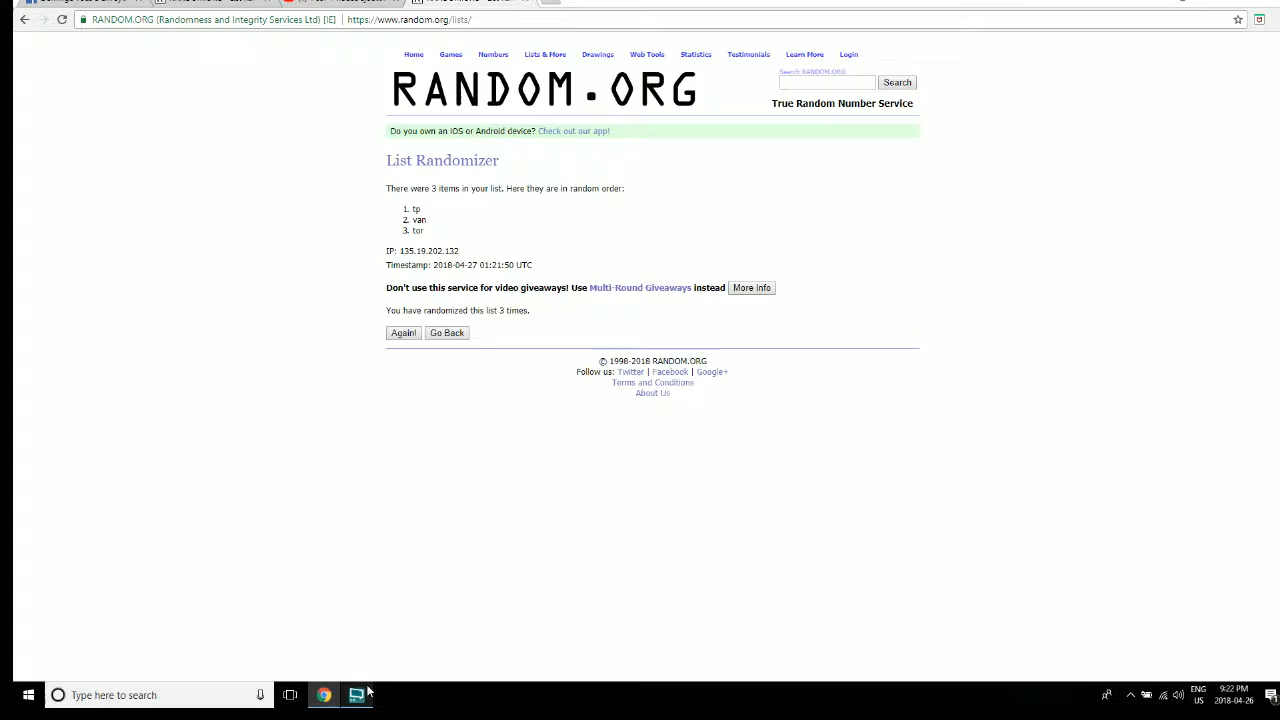 RANDOM.ORG (Randomness and Integrity Services Ltd) [IE] https://www.random.org/lists/
Home Games Numbers Lists & More Drawings Web Tools Statistics Testimonials Learn More Login
RANDOM.ORG
Search RANDOM.ORG
Search
True Random Number Service
Do you own an iOS or Android device? Check out our app!
List Randomizer
There were 3 items in your list. Here they are in random order:
1. tp
2. van
3. tor
IP: 135.19.202.132
Timestamp: 2018-04-27 01:21:50 UTC
Don't use this service for video giveaways! Use Multi-Round Giveaways instead More Info
You have randomized this list 3 times.
Again! Go Back
© 1998-2018 RANDOM.ORG
Follow us: Twitter | Facebook | Google+
Terms and Conditions
About Us
Type here to search
ENG
US
9:22 PM
2018-04-26